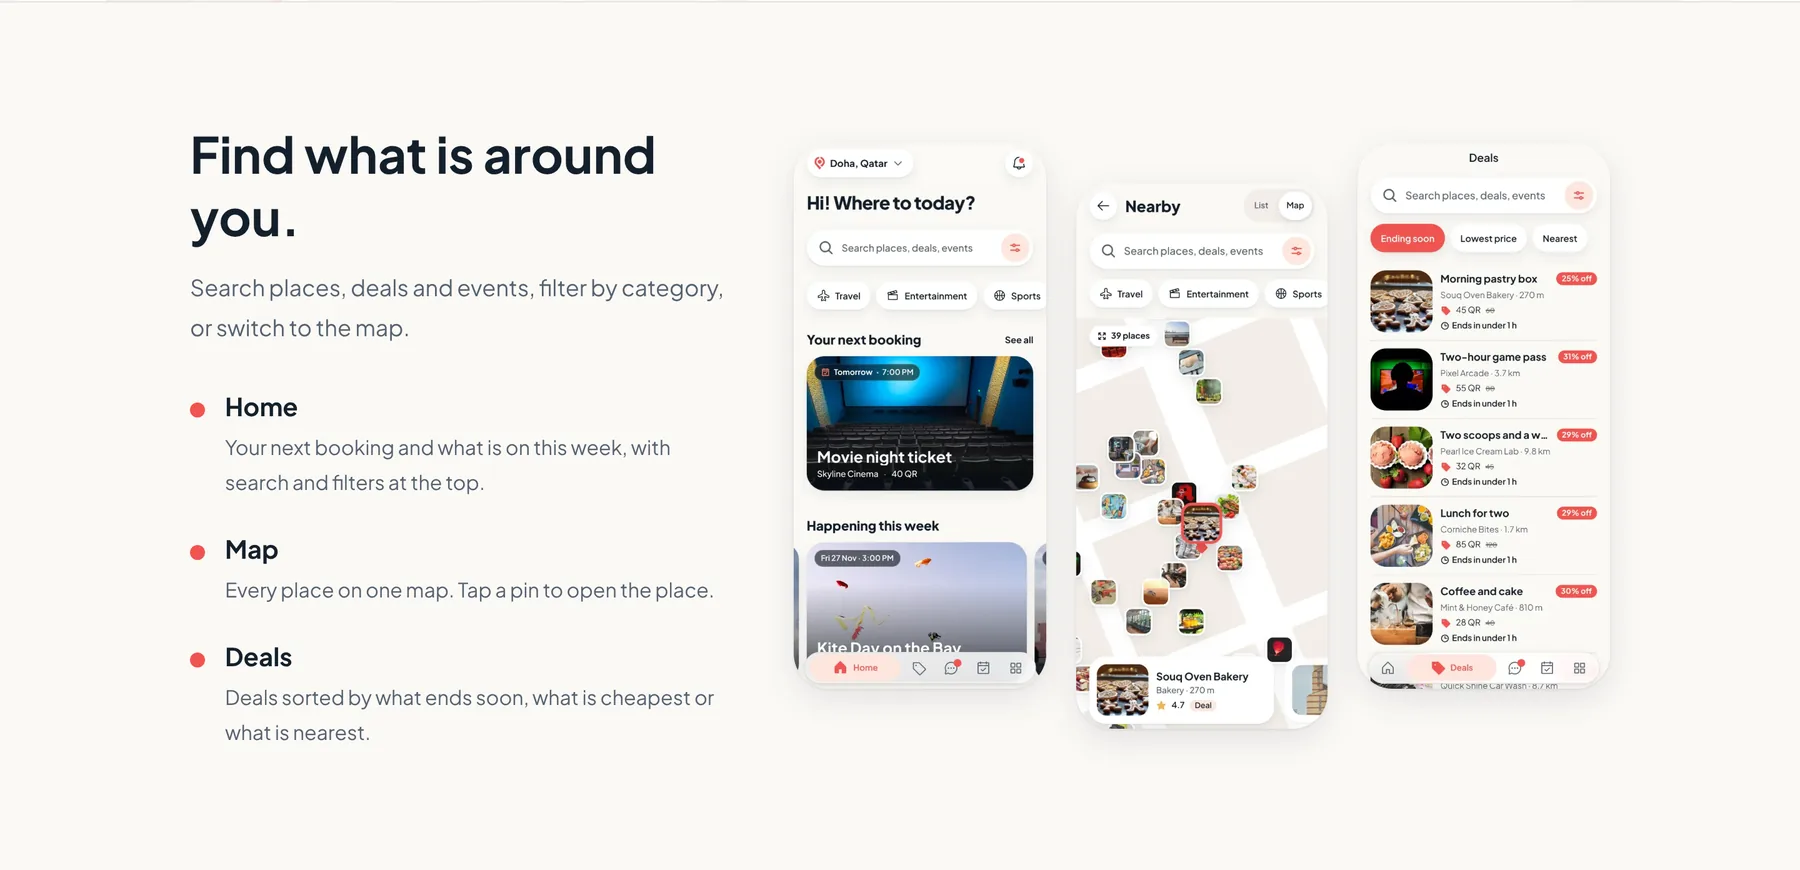 Find what is around
you.
Search places, deals and events, filter by category,
or switch to the map.
Home
Your next booking and what is on this week, with
search and filters at the top.
Map
Every place on one map. Tap a pin to open the place.
Deals
Deals sorted by what ends soon, what is cheapest or
what is nearest.
Doha, Qatar
Hi! Where to today?
Search places, deals, events
Travel Entertainment Sports
Your next booking See all
Tomorrow · 7:00 PM
Movie night ticket
Skyline Cinema · 40 QR
Happening this week
Fri 27 Nov · 3:00 PM
Kite Day on the Bay
Home
Nearby List Map
Search places, deals, events
Travel Entertainment Sports
39 places
Souq Oven Bakery
Bakery · 270 m
4.7 Deal
Deals
Search places, deals, events
Ending soon Lowest price Nearest
Morning pastry box 25% off
Souq Oven Bakery · 270 m
45 QR 60
Ends in under 1 h
Two-hour game pass 31% off
Pixel Arcade · 3.7 km
55 QR 80
Ends in under 1 h
Two scoops and a w... 29% off
Pearl Ice Cream Lab · 9.8 km
32 QR 45
Ends in under 1 h
Lunch for two 29% off
Corniche Bites · 1.7 km
85 QR 120
Ends in under 1 h
Coffee and cake 30% off
Mint & Honey Café · 810 m
28 QR 40
Ends in under 1 h
Deals
Quick Shine Car Wash · 8.7 km